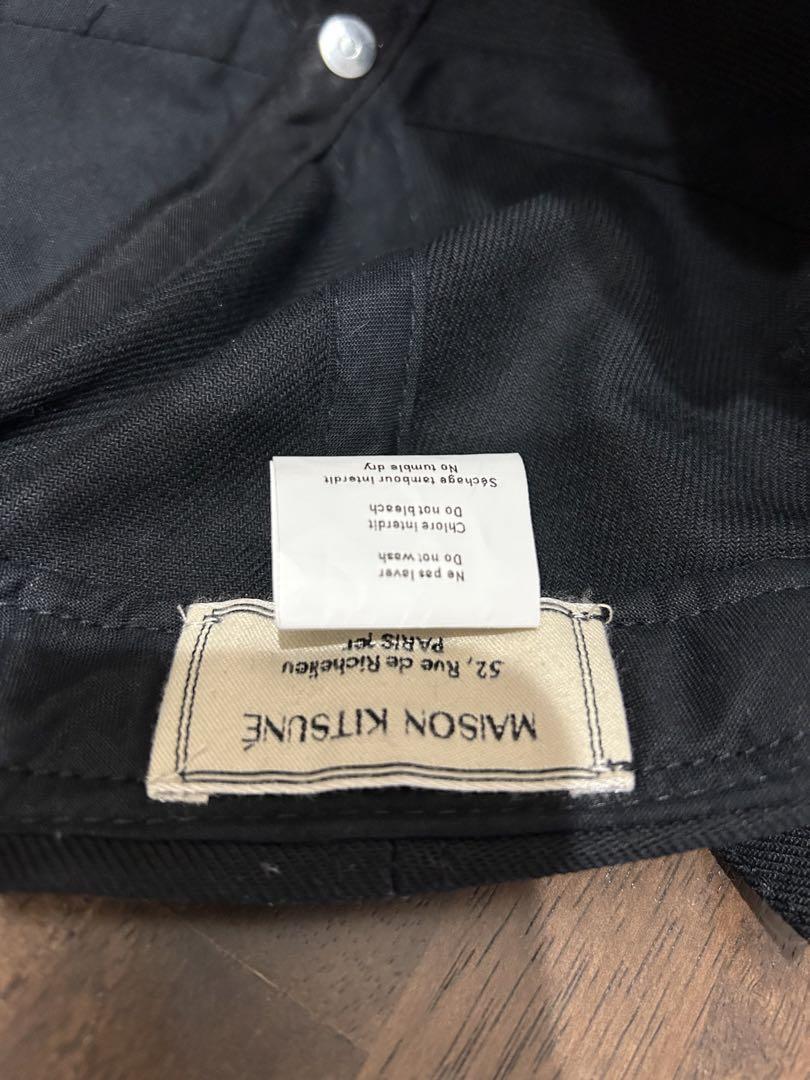 MAISON KITSUNÉ
52, Rue de Richelieu
PARIS 1er
Ne pas laver
Do not wash
Chlore interdit
Do not bleach
Séchage tambour interdit
No tumble dry